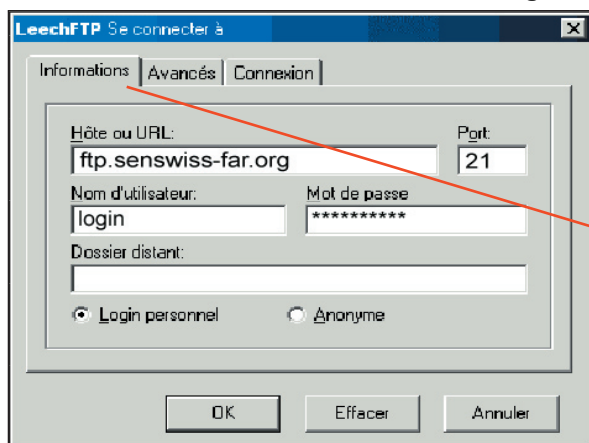 LeechFTP Se connecter à
Informations Avancés Connexion
Hôte ou URL: Port:
ftp.senswiss-far.org 21
Nom d'utilisateur: Mot de passe
login **********
Dossier distant:
Login personnel Anonyme
OK Effacer Annuler